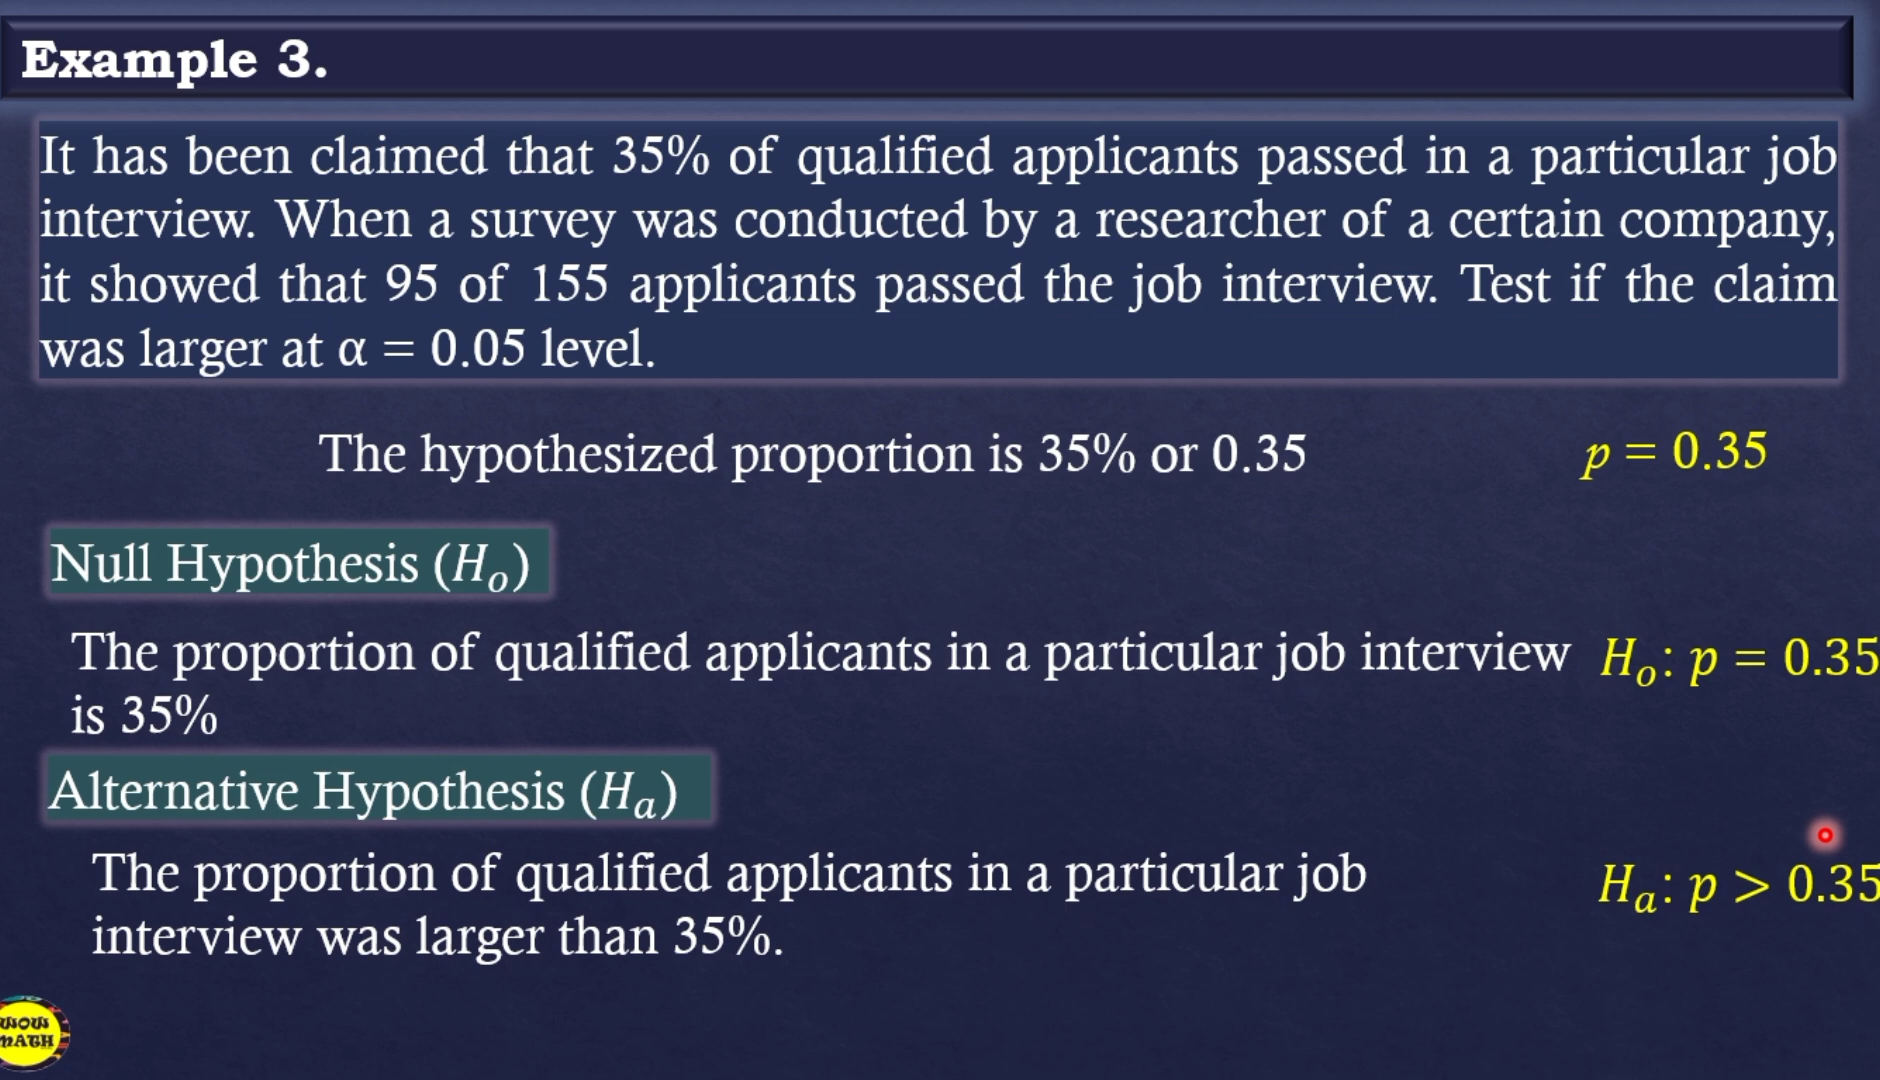 Example 3.
It has been claimed that 35% of qualified applicants passed in a particular job
interview. When a survey was conducted by a researcher of a certain company,
it showed that 95 of 155 applicants passed the job interview. Test if the claim
was larger at α = 0.05 level.
The hypothesized proportion is 35% or 0.35 p = 0.35
Null Hypothesis (Hₒ)
The proportion of qualified applicants in a particular job interview Hₒ: p = 0.35
is 35%
Alternative Hypothesis (Hₐ)
The proportion of qualified applicants in a particular job Hₐ: p > 0.35
interview was larger than 35%.
WOW
MATH